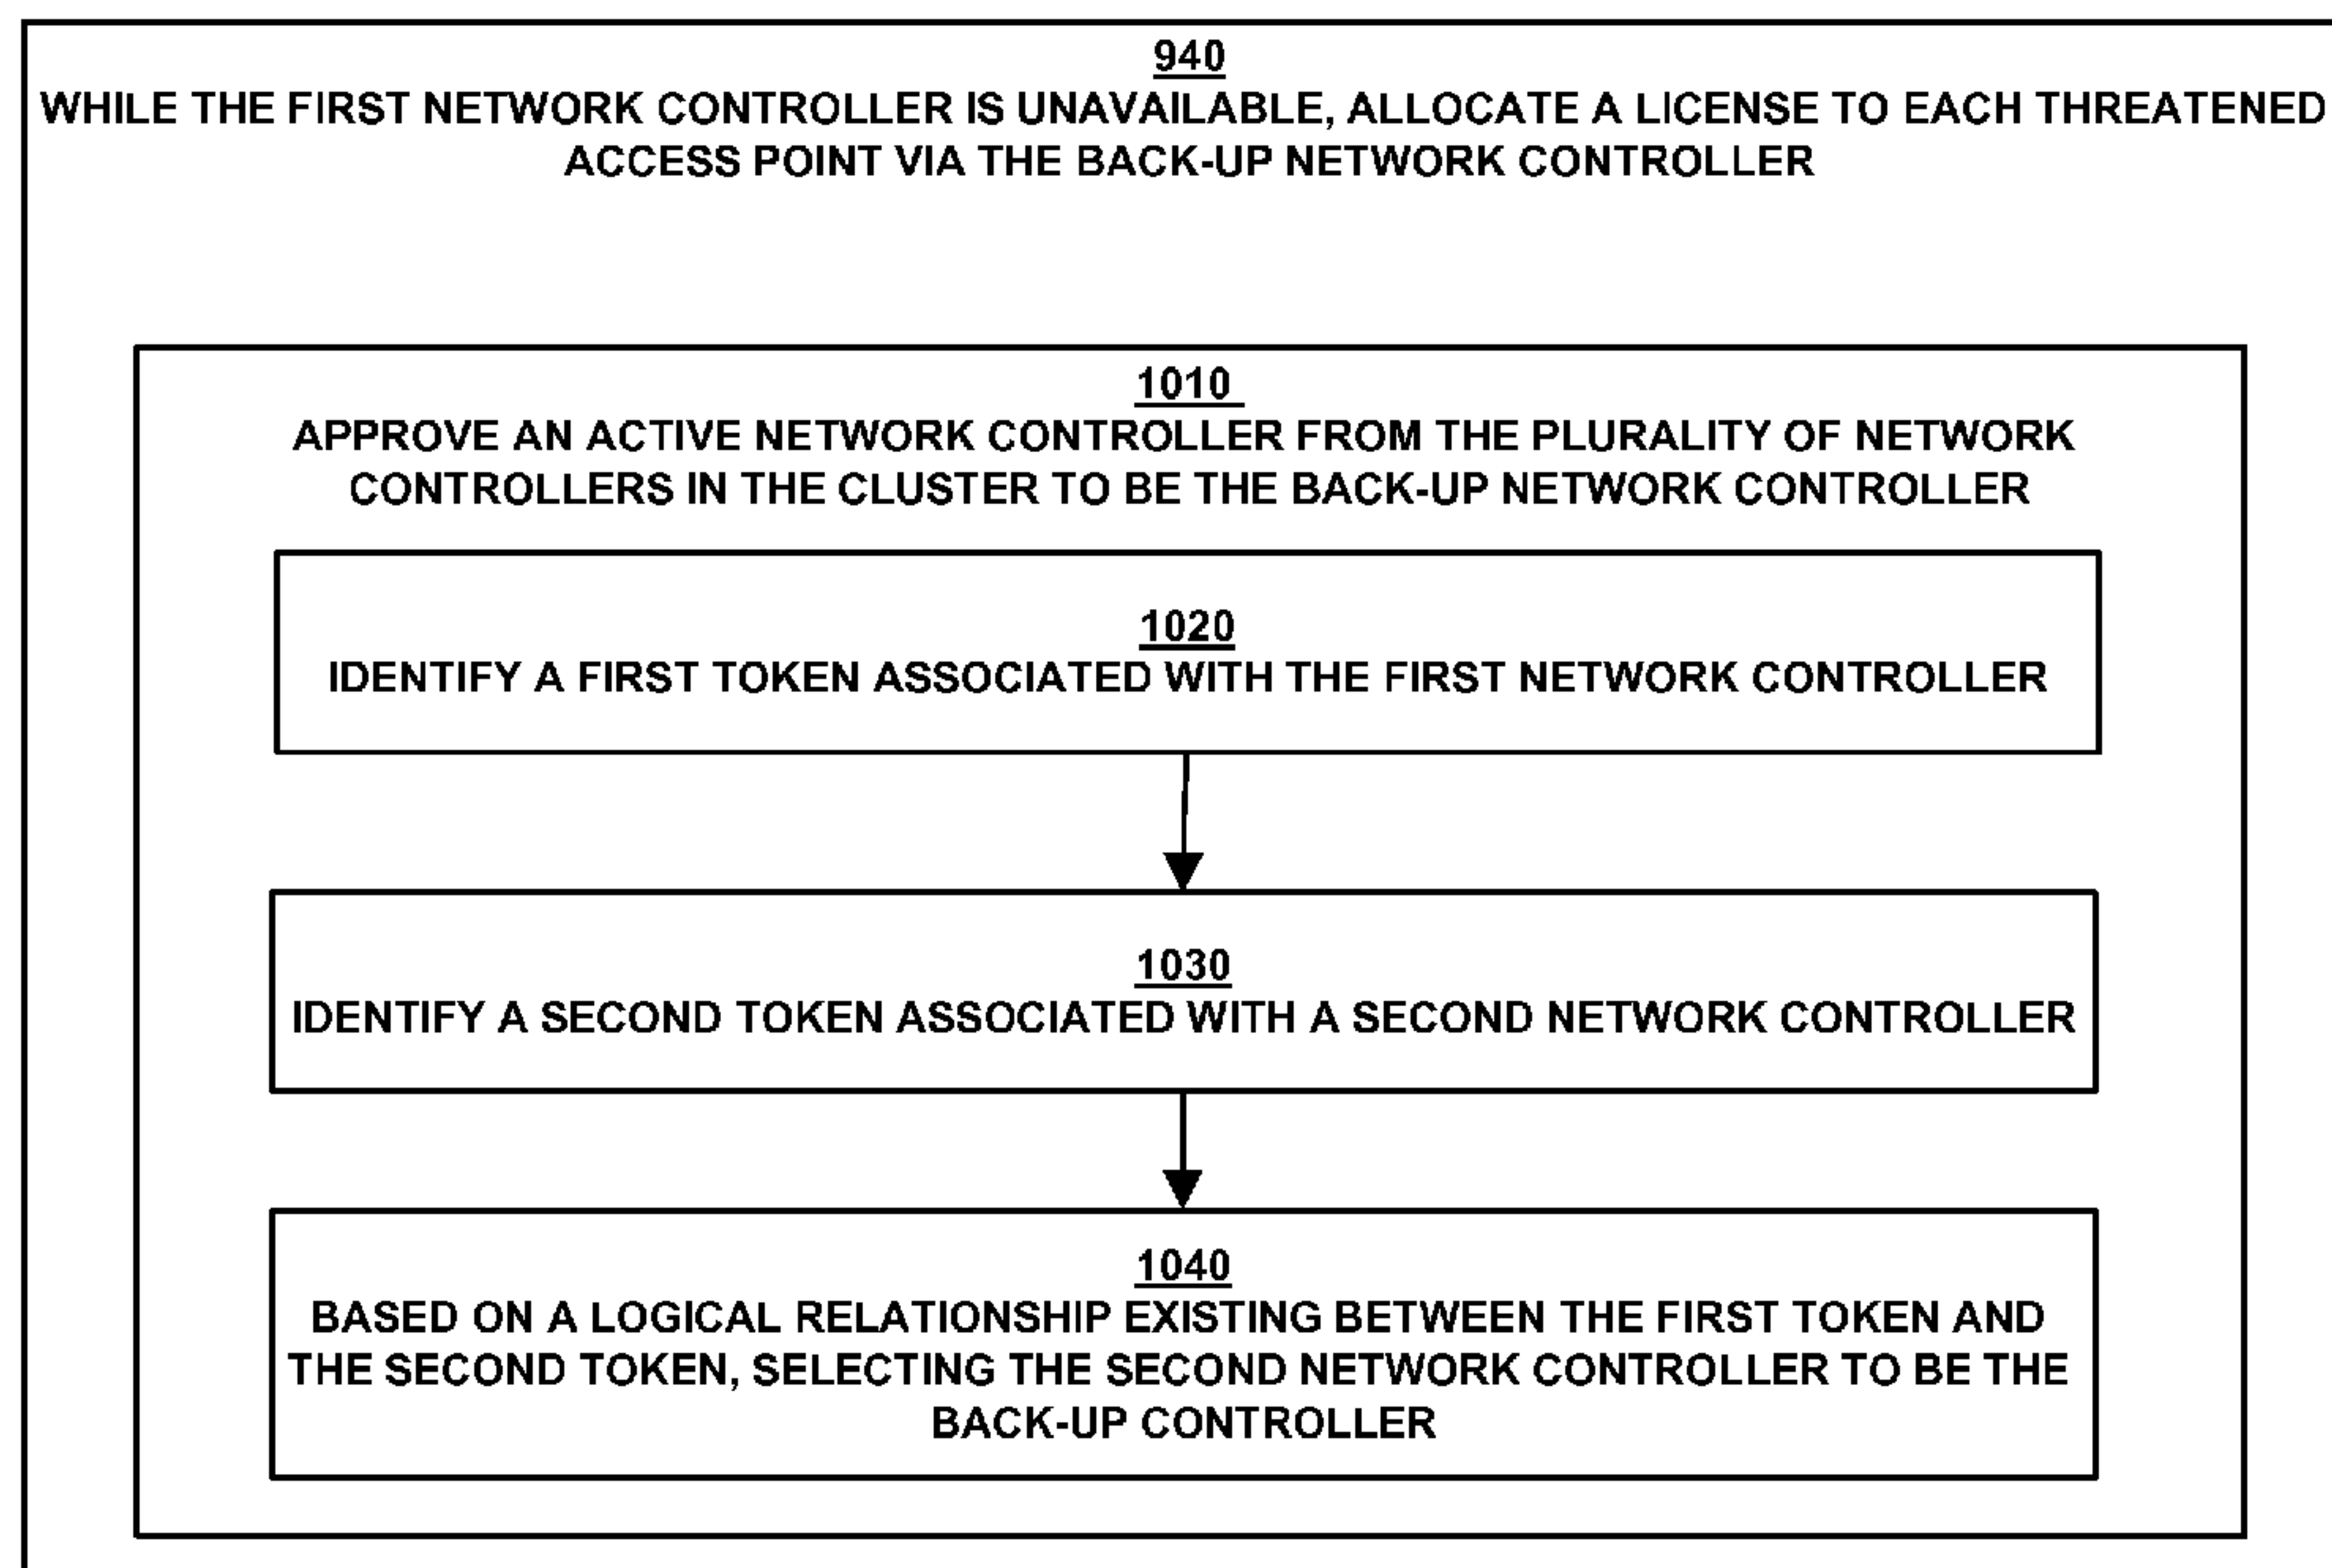 940
WHILE THE FIRST NETWORK CONTROLLER IS UNAVAILABLE, ALLOCATE A LICENSE TO EACH THREATENED
ACCESS POINT VIA THE BACK-UP NETWORK CONTROLLER
1010
APPROVE AN ACTIVE NETWORK CONTROLLER FROM THE PLURALITY OF NETWORK
CONTROLLERS IN THE CLUSTER TO BE THE BACK-UP NETWORK CONTROLLER
1020
IDENTIFY A FIRST TOKEN ASSOCIATED WITH THE FIRST NETWORK CONTROLLER
1030
IDENTIFY A SECOND TOKEN ASSOCIATED WITH A SECOND NETWORK CONTROLLER
1040
BASED ON A LOGICAL RELATIONSHIP EXISTING BETWEEN THE FIRST TOKEN AND
THE SECOND TOKEN, SELECTING THE SECOND NETWORK CONTROLLER TO BE THE
BACK-UP CONTROLLER